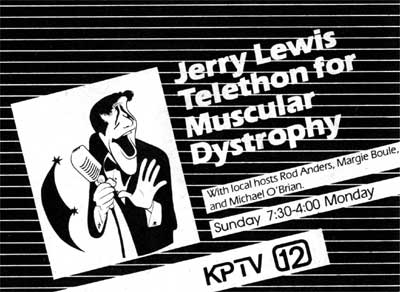 Jerry Lewis
Telethon for
Muscular
Dystrophy
With local hosts Rod Anders, Margie Boule,
and Michael O'Brian.
Sunday 7:30-4:00 Monday
KPTV 12